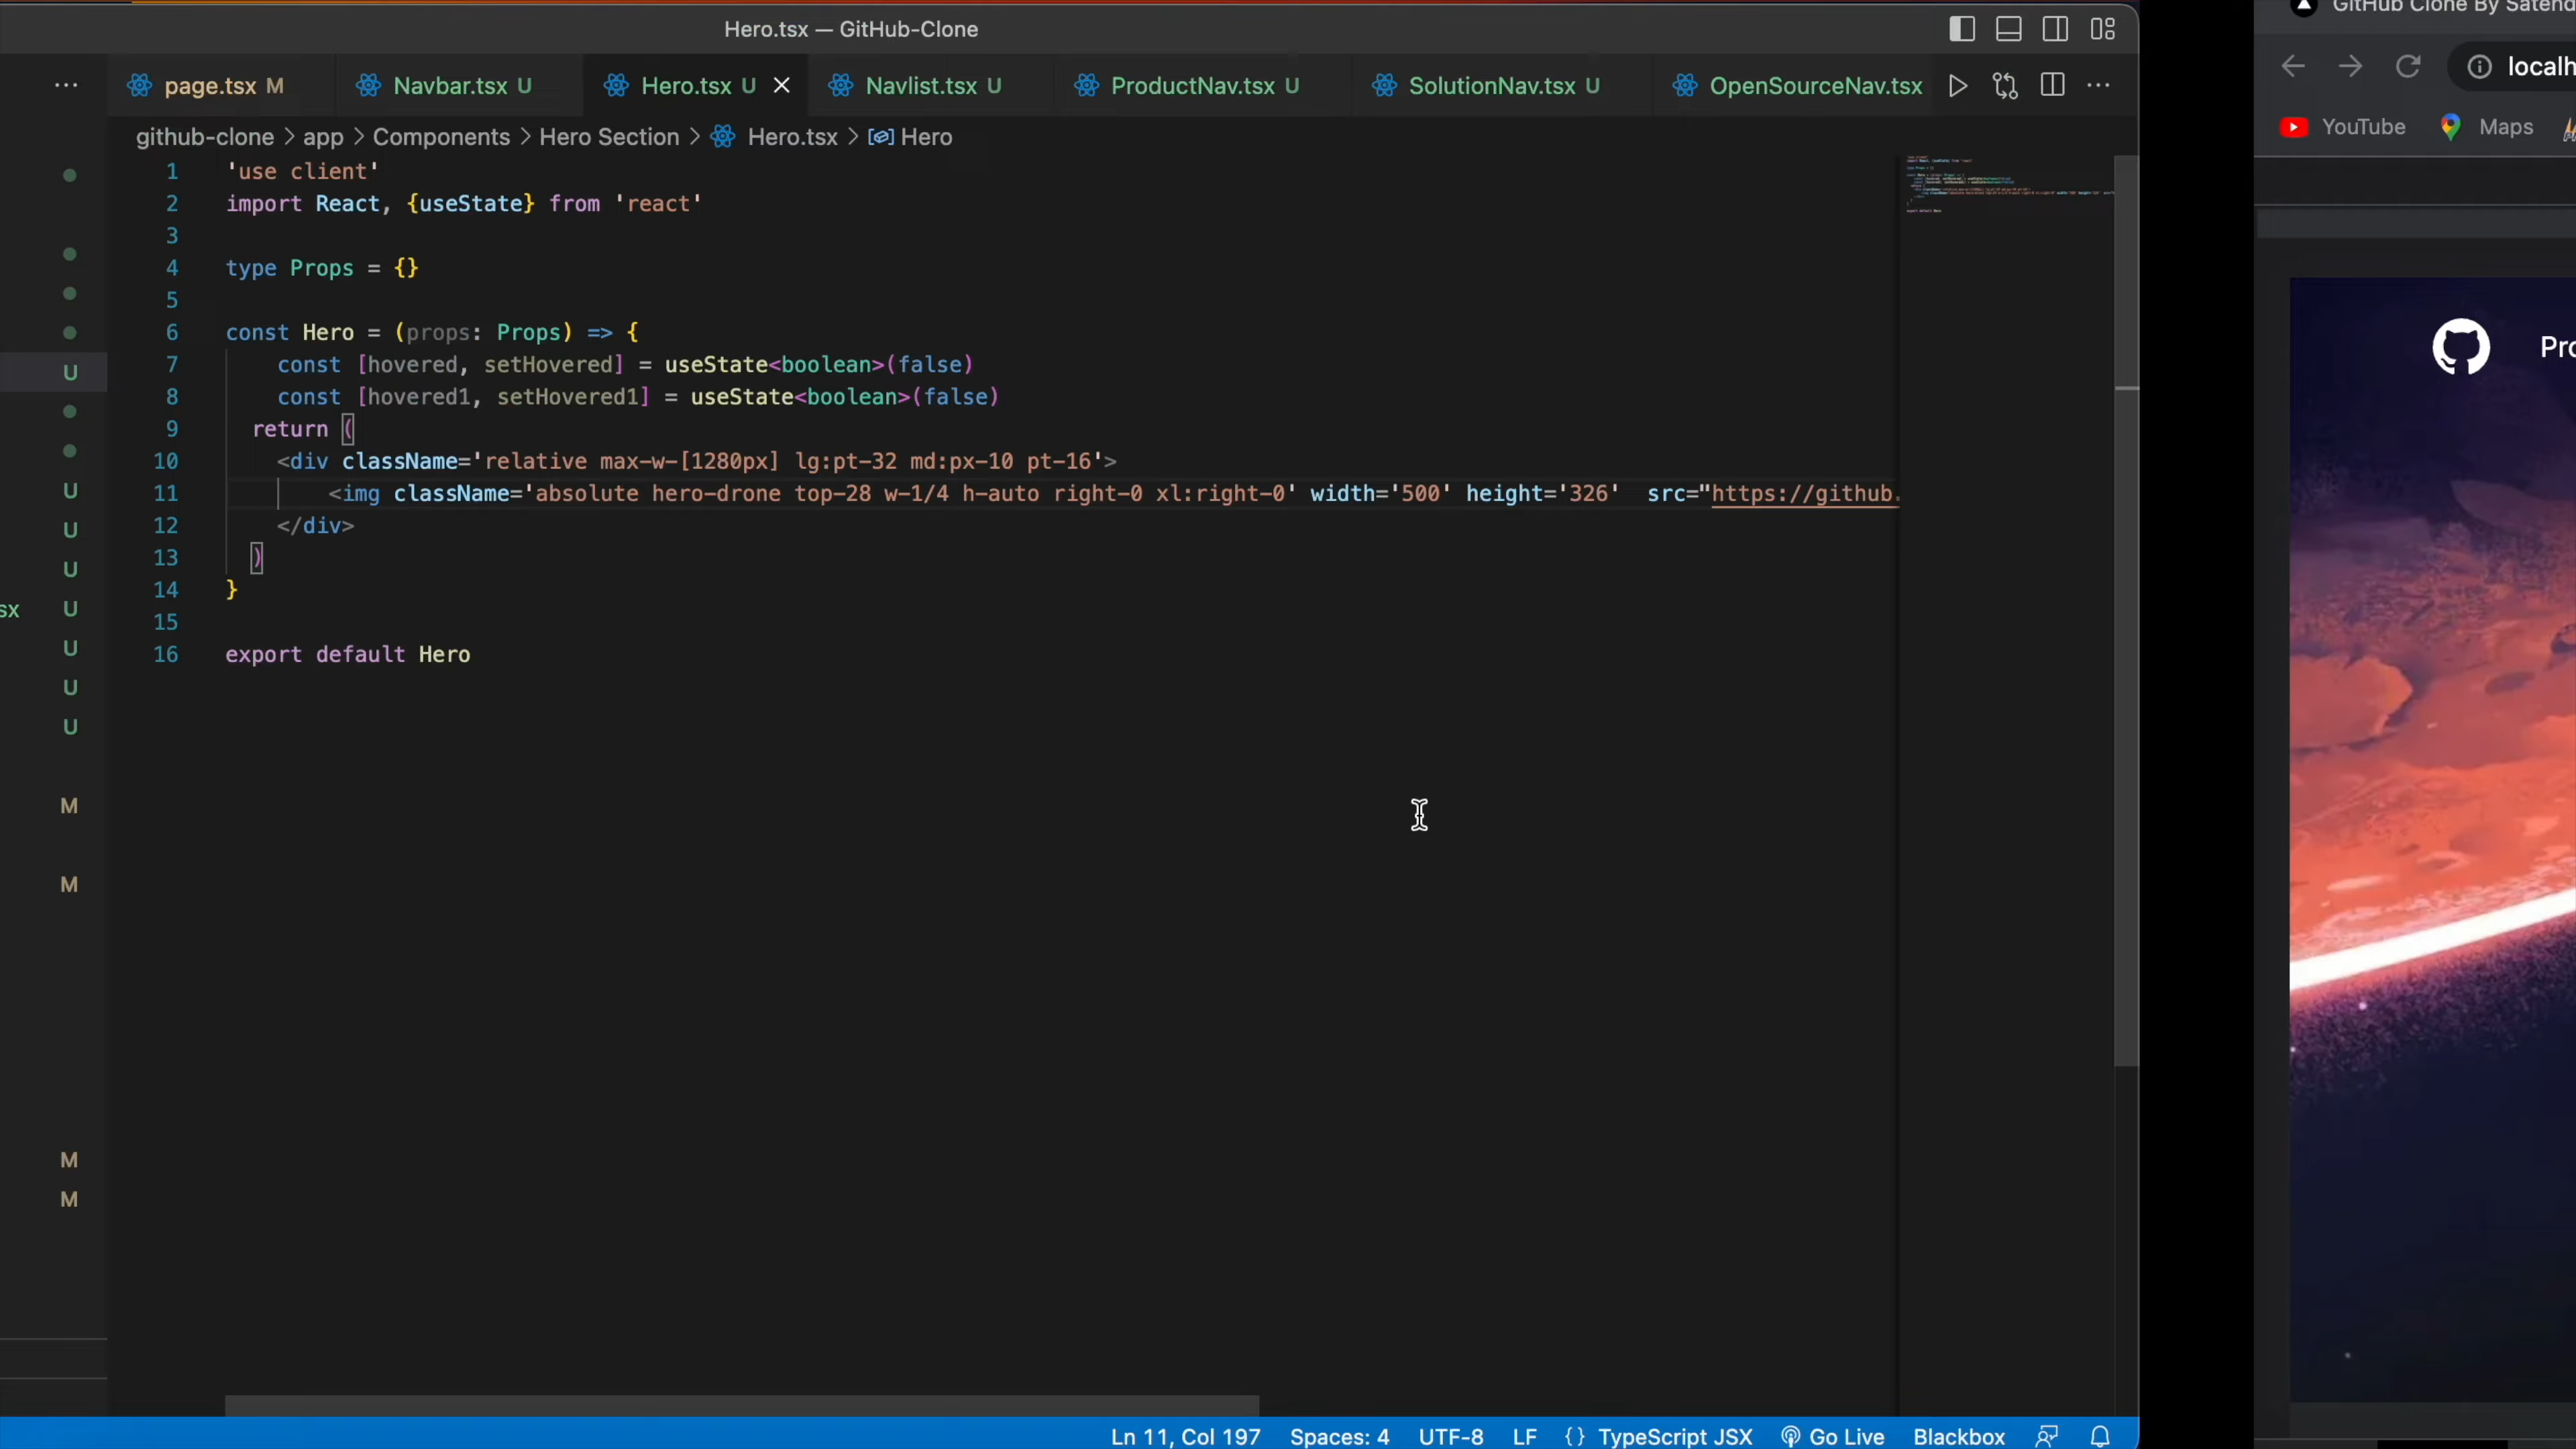 Hero.tsx — GitHub-Clone
page.tsx M
Navbar.tsx U
Hero.tsx U
Navlist.tsx U
ProductNav.tsx U
SolutionNav.tsx U
OpenSourceNav.tsx
github-clone > app > Components > Hero Section > Hero.tsx > Hero
1 'use client'
2 import React, {useState} from 'react'
3
4 type Props = {}
5
6 const Hero = (props: Props) => {
7 const [hovered, setHovered] = useState<boolean>(false)
8 const [hovered1, setHovered1] = useState<boolean>(false)
9 return (
10 <div className='relative max-w-[1280px] lg:pt-32 md:px-10 pt-16'>
11 <img className='absolute hero-drone top-28 w-1/4 h-auto right-0 xl:right-0' width='500' height='326'  src="https://github.
12 </div>
13 )
14 }
15
16 export default Hero
U
U
U
U
sx U
U
U
U
M
M
M
M
Ln 11, Col 197 Spaces: 4 UTF-8 LF {} TypeScript JSX Go Live Blackbox
GitHub Clone By Satend
localh
YouTube Maps
Pro